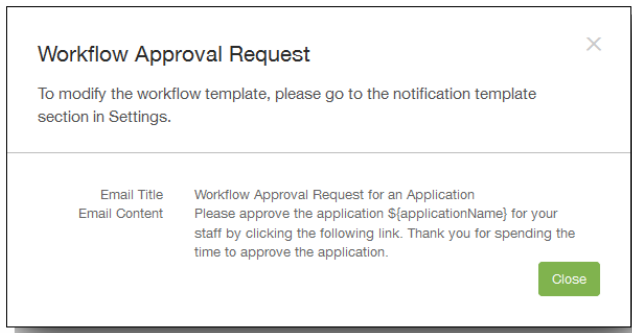 Workflow Approval Request
To modify the workflow template, please go to the notification template
section in Settings.
Email Title Workflow Approval Request for an Application
Email Content Please approve the application ${applicationName} for your
staff by clicking the following link. Thank you for spending the
time to approve the application.
Close